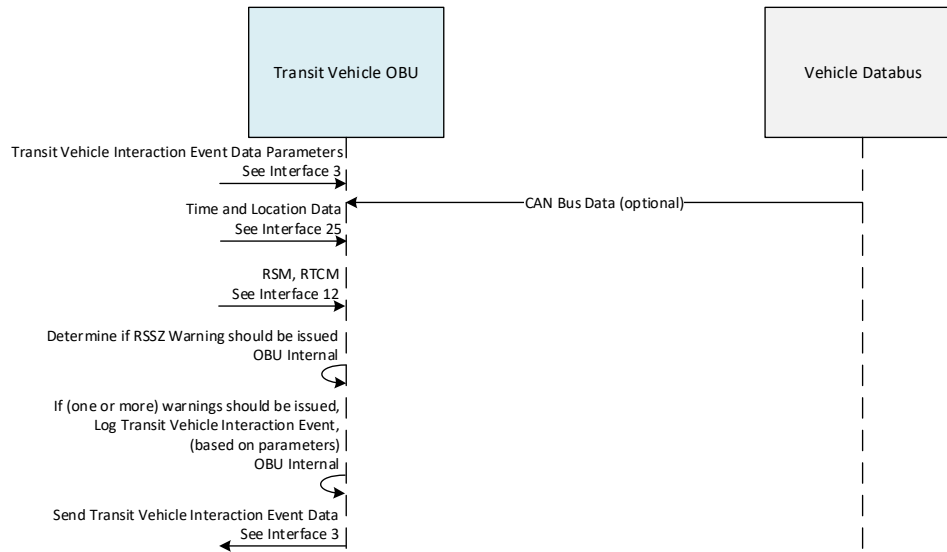 Transit Vehicle OBU
Vehicle Databus
Transit Vehicle Interaction Event Data Parameters
See Interface 3
CAN Bus Data (optional)
Time and Location Data
See Interface 25
RSM, RTCM
See Interface 12
Determine if RSSZ Warning should be issued
OBU Internal
If (one or more) warnings should be issued,
Log Transit Vehicle Interaction Event,
(based on parameters)
OBU Internal
Send Transit Vehicle Interaction Event Data
See Interface 3